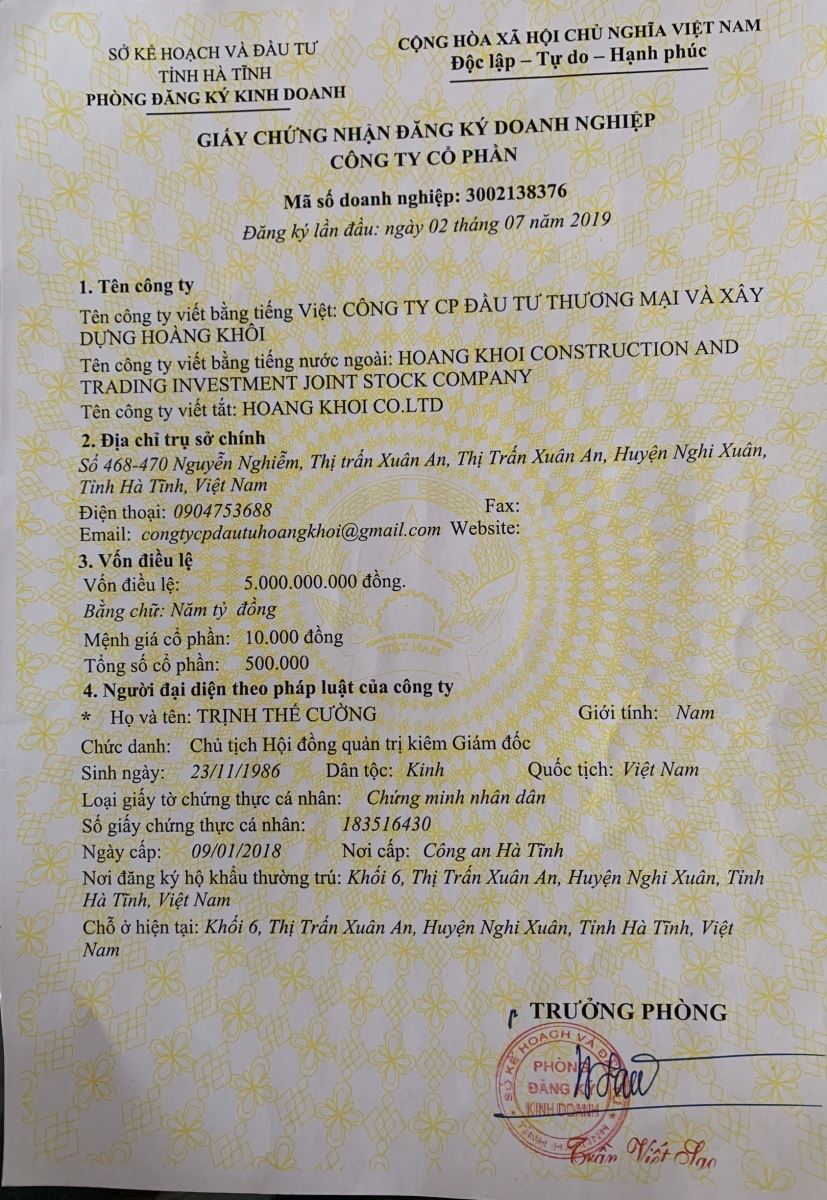 SỞ KẾ HOẠCH VÀ ĐẦU TƯ
TỈNH HÀ TĨNH
PHÒNG ĐĂNG KÝ KINH DOANH
CỘNG HÒA XÃ HỘI CHỦ NGHĨA VIỆT NAM
Độc lập – Tự do – Hạnh phúc
GIẤY CHỨNG NHẬN ĐĂNG KÝ DOANH NGHIỆP
CÔNG TY CỔ PHẦN
Mã số doanh nghiệp: 3002138376
Đăng ký lần đầu: ngày 02 tháng 07 năm 2019
1. Tên công ty
Tên công ty viết bằng tiếng Việt: CÔNG TY CP ĐẦU TƯ THƯƠNG MẠI VÀ XÂY
DỰNG HOÀNG KHÔI
Tên công ty viết bằng tiếng nước ngoài: HOANG KHOI CONSTRUCTION AND
TRADING INVESTMENT JOINT STOCK COMPANY
Tên công ty viết tắt: HOANG KHOI CO.LTD
2. Địa chỉ trụ sở chính
Số 468-470 Nguyễn Nghiễm, Thị trấn Xuân An, Thị Trấn Xuân An, Huyện Nghi Xuân,
Tỉnh Hà Tĩnh, Việt Nam
Điện thoại: 0904753688 Fax:
Email: congtycpdautuhoangkhoi@gmail.com Website:
3. Vốn điều lệ
Vốn điều lệ: 5.000.000.000 đồng.
Bằng chữ: Năm tỷ đồng
Mệnh giá cổ phần: 10.000 đồng
Tổng số cổ phần: 500.000
4. Người đại diện theo pháp luật của công ty
* Họ và tên: TRỊNH THẾ CƯỜNG Giới tính: Nam
Chức danh: Chủ tịch Hội đồng quản trị kiêm Giám đốc
Sinh ngày: 23/11/1986 Dân tộc: Kinh Quốc tịch: Việt Nam
Loại giấy tờ chứng thực cá nhân: Chứng minh nhân dân
Số giấy chứng thực cá nhân: 183516430
Ngày cấp: 09/01/2018 Nơi cấp: Công an Hà Tĩnh
Nơi đăng ký hộ khẩu thường trú: Khối 6, Thị Trấn Xuân An, Huyện Nghi Xuân, Tỉnh
Hà Tĩnh, Việt Nam
Chỗ ở hiện tại: Khối 6, Thị Trấn Xuân An, Huyện Nghi Xuân, Tỉnh Hà Tĩnh, Việt
Nam
TRƯỞNG PHÒNG
SỞ KẾ HOẠCH VÀ
PHÒNG
ĐĂNG KÝ
KINH DOANH
Trần Viết Sao